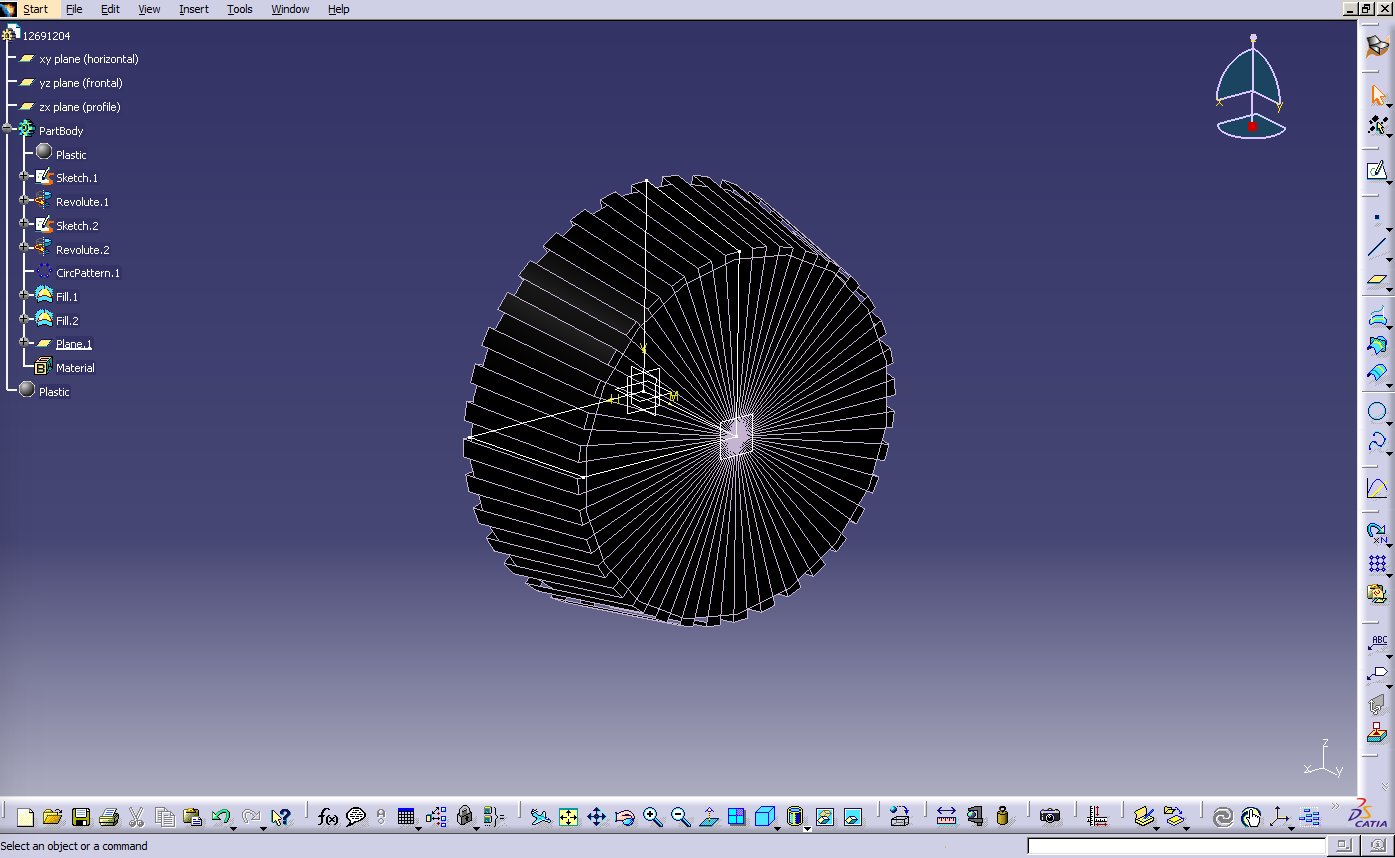 Start File Edit View Insert Tools Window Help
12691204
xy plane (horizontal)
yz plane (frontal)
zx plane (profile)
PartBody
Plastic
Sketch.1
Revolute.1
Sketch.2
Revolute.2
CircPattern.1
Fill.1
Fill.2
Plane.1
Material
Plastic
x y
V
H
z
x y
ABC
xN
B
f(x)
CATIA
Select an object or a command